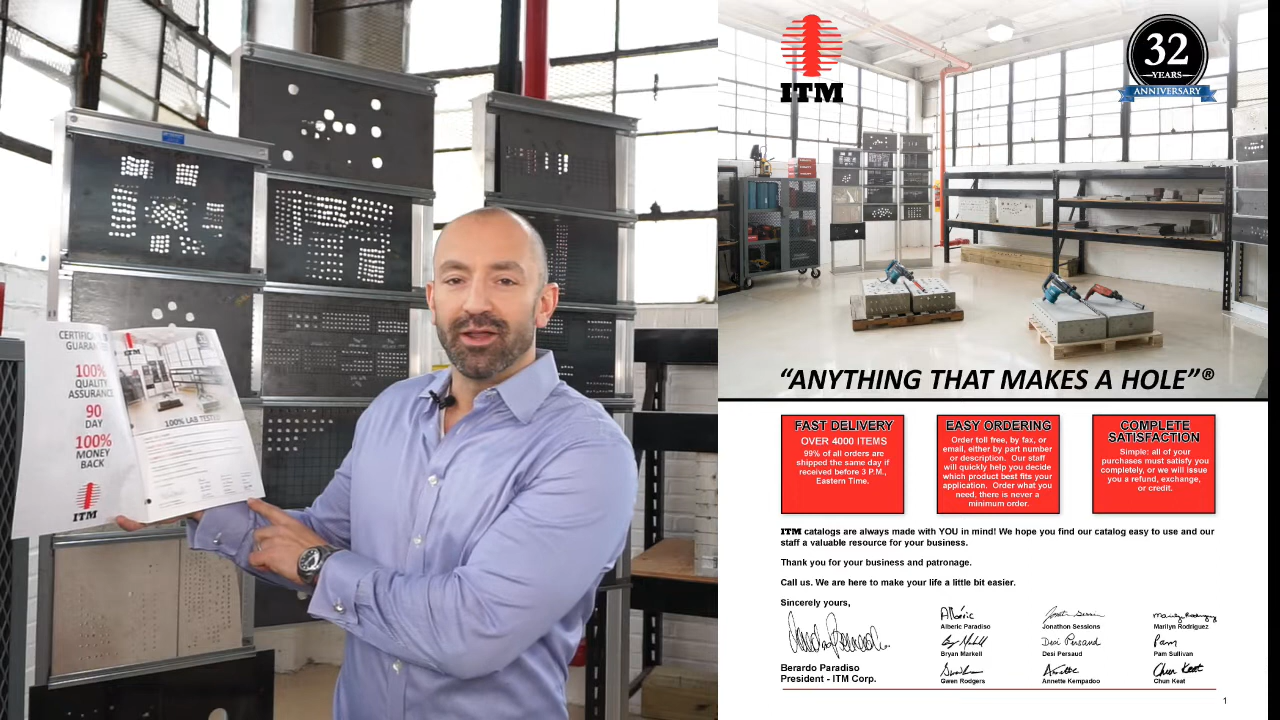 CERTIFICATE
GUARANTEE
100%
QUALITY
ASSURANCE
90
DAY
100%
MONEY
BACK
ITM
ITM
100% LAB TESTED
ITM
32
YEARS
ANNIVERSARY
“ANYTHING THAT MAKES A HOLE”®
FAST DELIVERY
OVER 4000 ITEMS
99% of all orders are
shipped the same day if
received before 3 P.M.,
Eastern Time.
EASY ORDERING
Order toll free, by fax, or
email, either by part number
or description. Our staff
will quickly help you decide
which product best fits your
application. Order what you
need, there is never a
minimum order.
COMPLETE
SATISFACTION
Simple: all of your
purchases must satisfy you
completely, or we will issue
you a refund, exchange,
or credit.
ITM catalogs are always made with YOU in mind! We hope you find our catalog easy to use and our
staff a valuable resource for your business.
Thank you for your business and patronage.
Call us. We are here to make your life a little bit easier.
Sincerely yours,
Berardo Paradiso
President - ITM Corp.
Alberic Paradiso
Jonathon Sessions
Marilyn Rodriguez
Bryan Markell
Desi Persaud
Pam Sullivan
Gwen Rodgers
Annette Kempadoo
Chun Keat
1